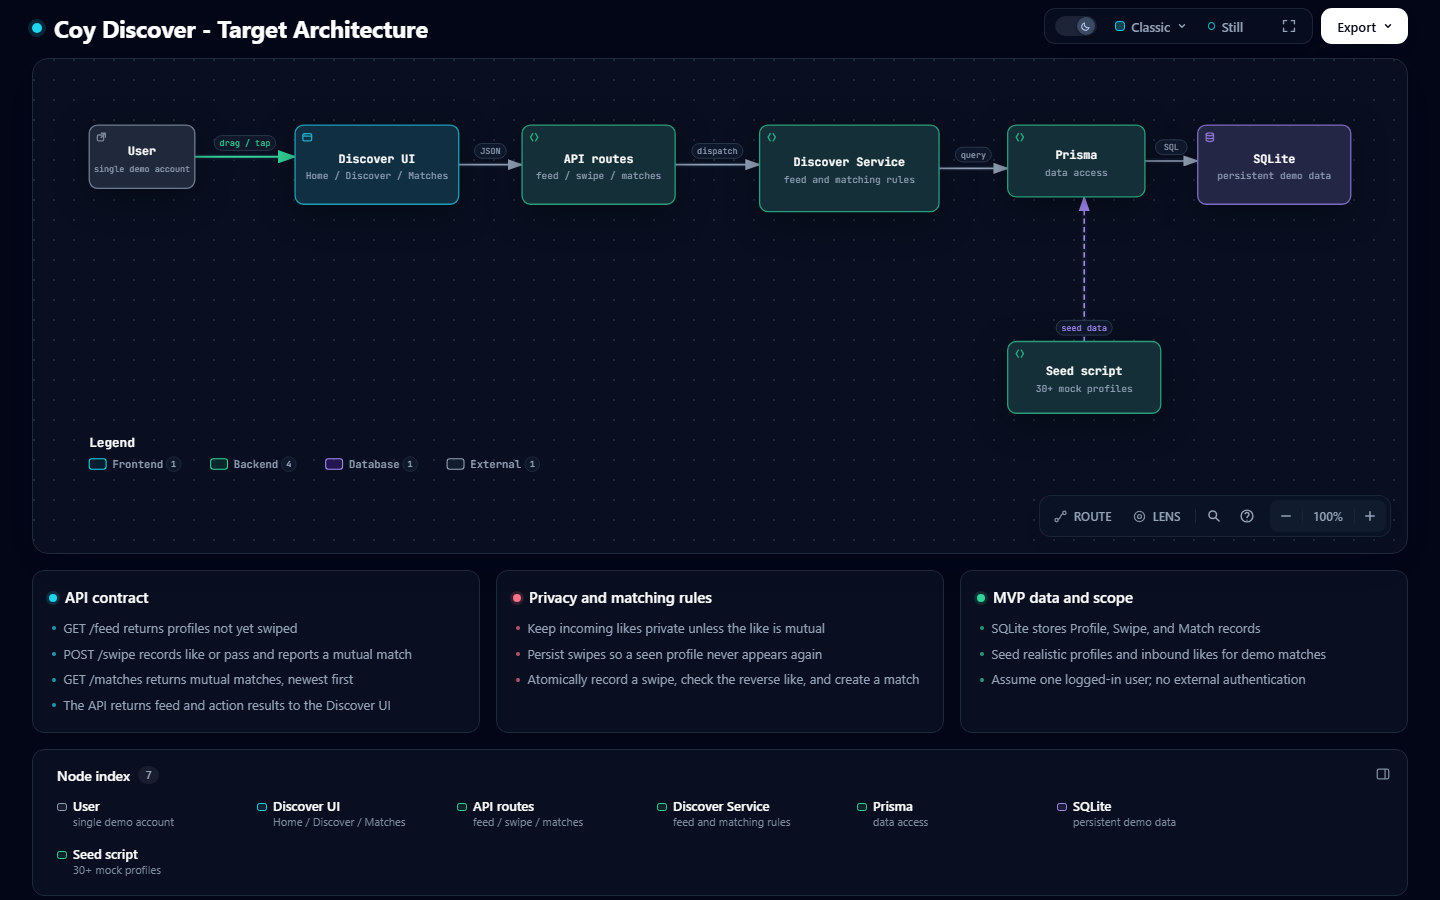 Coy Discover - Target Architecture
Classic
Still
Export
User
single demo account
drag / tap
Discover UI
Home / Discover / Matches
JSON
API routes
feed / swipe / matches
dispatch
Discover Service
feed and matching rules
query
Prisma
data access
SQL
SQLite
persistent demo data
seed data
Seed script
30+ mock profiles
Legend
Frontend 1
Backend 4
Database 1
External 1
ROUTE
LENS
100%
API contract
GET /feed returns profiles not yet swiped
POST /swipe records like or pass and reports a mutual match
GET /matches returns mutual matches, newest first
The API returns feed and action results to the Discover UI
Privacy and matching rules
Keep incoming likes private unless the like is mutual
Persist swipes so a seen profile never appears again
Atomically record a swipe, check the reverse like, and create a match
MVP data and scope
SQLite stores Profile, Swipe, and Match records
Seed realistic profiles and inbound likes for demo matches
Assume one logged-in user; no external authentication
Node index 7
User
single demo account
Discover UI
Home / Discover / Matches
API routes
feed / swipe / matches
Discover Service
feed and matching rules
Prisma
data access
SQLite
persistent demo data
Seed script
30+ mock profiles